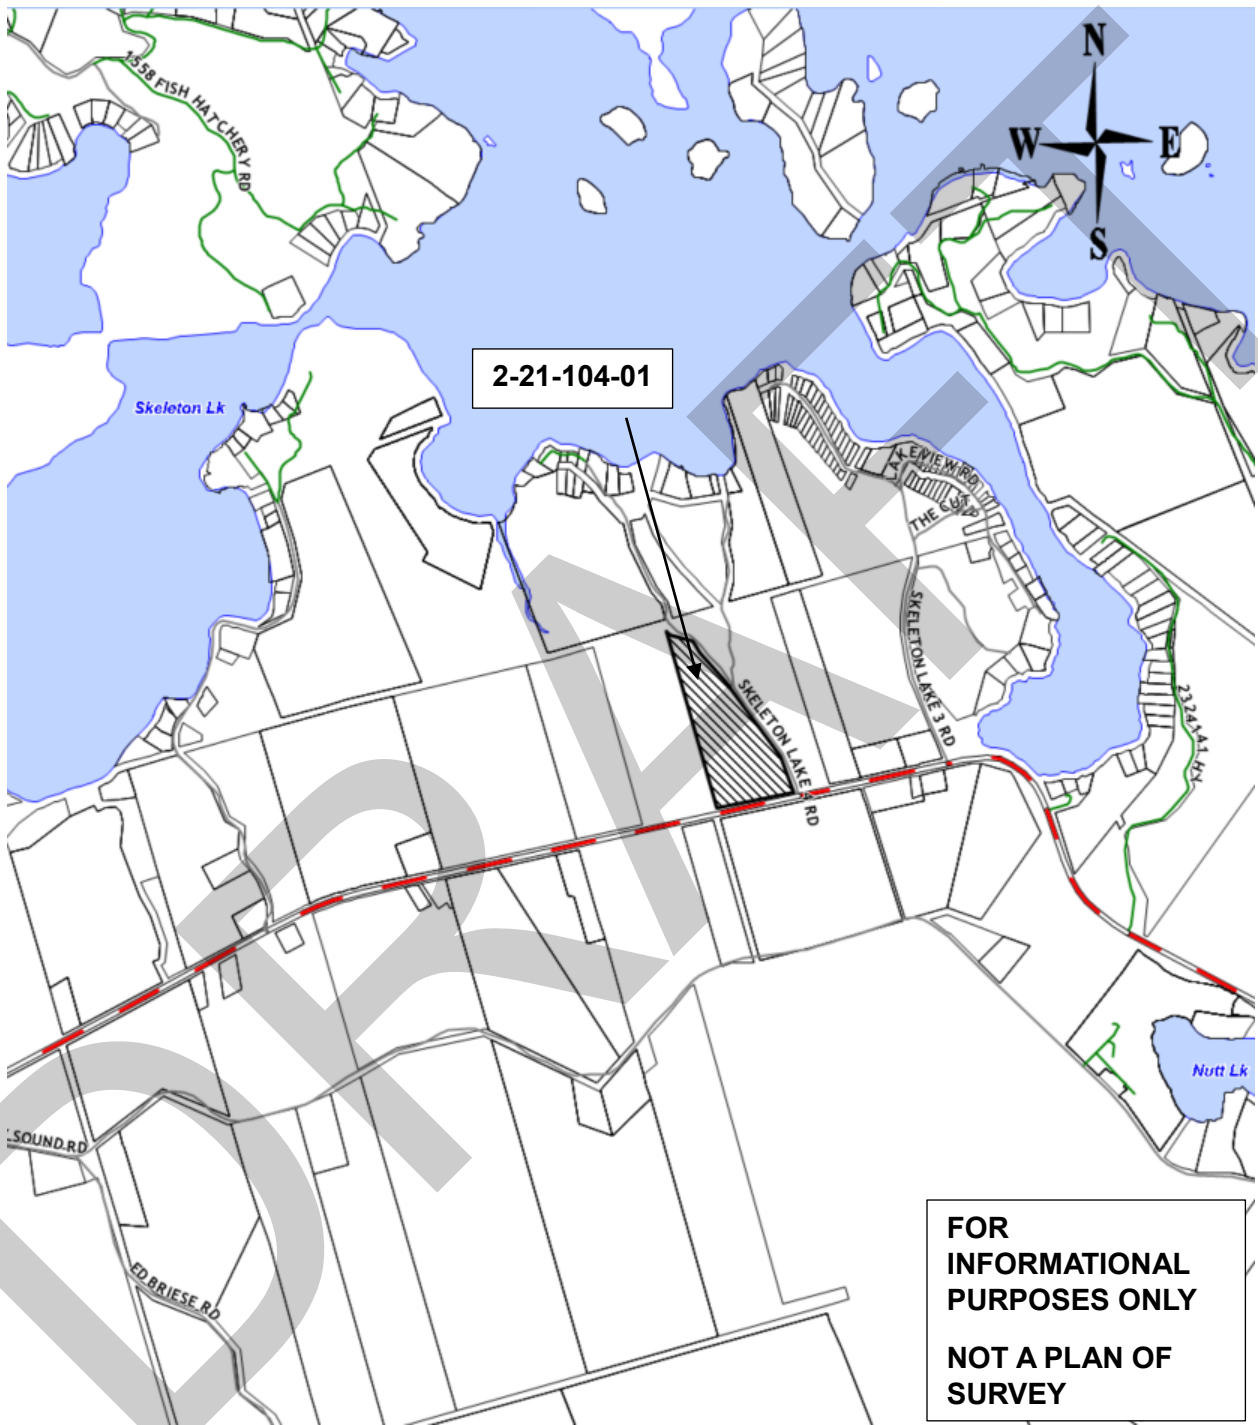 N
W E
S
1558 FISH HATCHERY RD
2-21-104-01
Skeleton Lk
LAKEVIEW RD
THE CUT
SKELETON LAKE 3 RD
SKELETON LAKE 4 RD
2324141 HY
Nutt Lk
SOUND RD
ED BRIESE RD
DRAFT
FOR
INFORMATIONAL
PURPOSES ONLY
NOT A PLAN OF
SURVEY